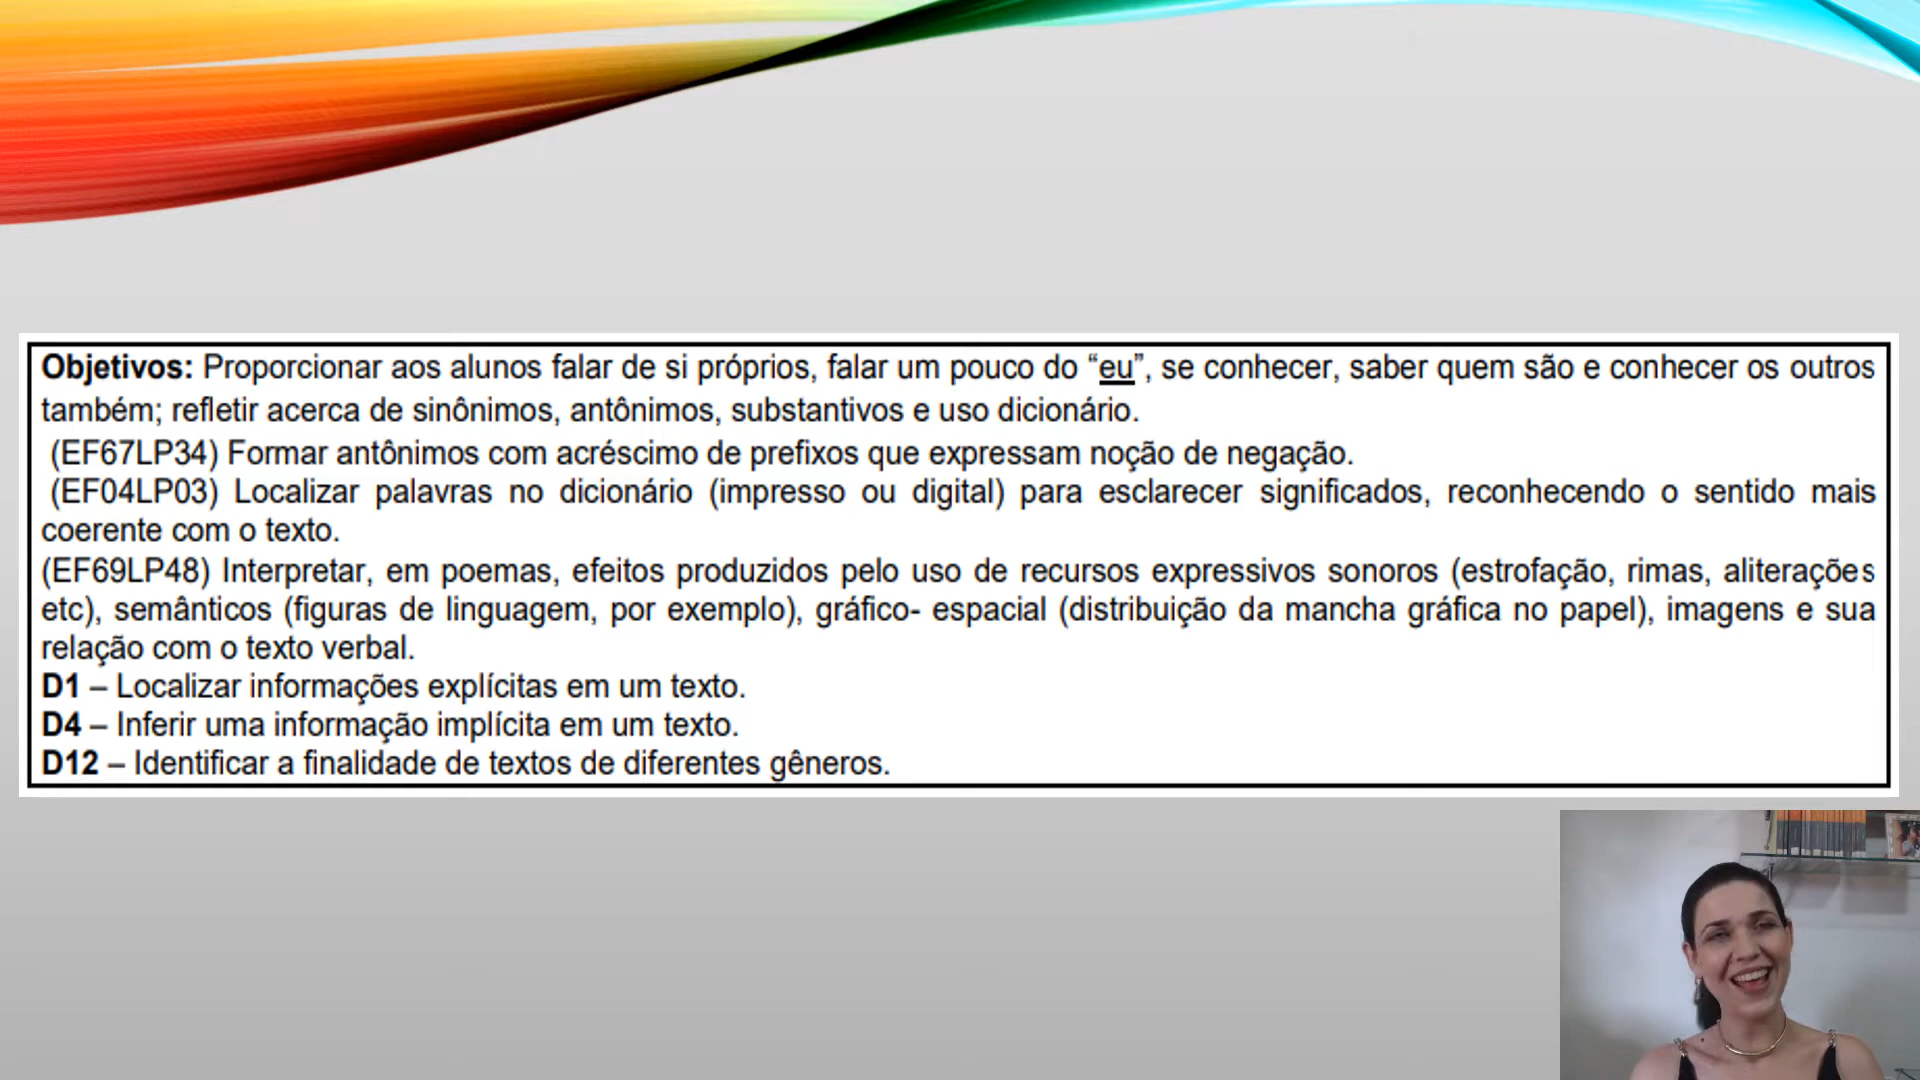 Objetivos: Proporcionar aos alunos falar de si próprios, falar um pouco do “eu”, se conhecer, saber quem são e conhecer os outros
também; refletir acerca de sinônimos, antônimos, substantivos e uso dicionário.
(EF67LP34) Formar antônimos com acréscimo de prefixos que expressam noção de negação.
(EF04LP03) Localizar palavras no dicionário (impresso ou digital) para esclarecer significados, reconhecendo o sentido mais
coerente com o texto.
(EF69LP48) Interpretar, em poemas, efeitos produzidos pelo uso de recursos expressivos sonoros (estrofação, rimas, aliterações
etc), semânticos (figuras de linguagem, por exemplo), gráfico- espacial (distribuição da mancha gráfica no papel), imagens e sua
relação com o texto verbal.
D1 – Localizar informações explícitas em um texto.
D4 – Inferir uma informação implícita em um texto.
D12 – Identificar a finalidade de textos de diferentes gêneros.